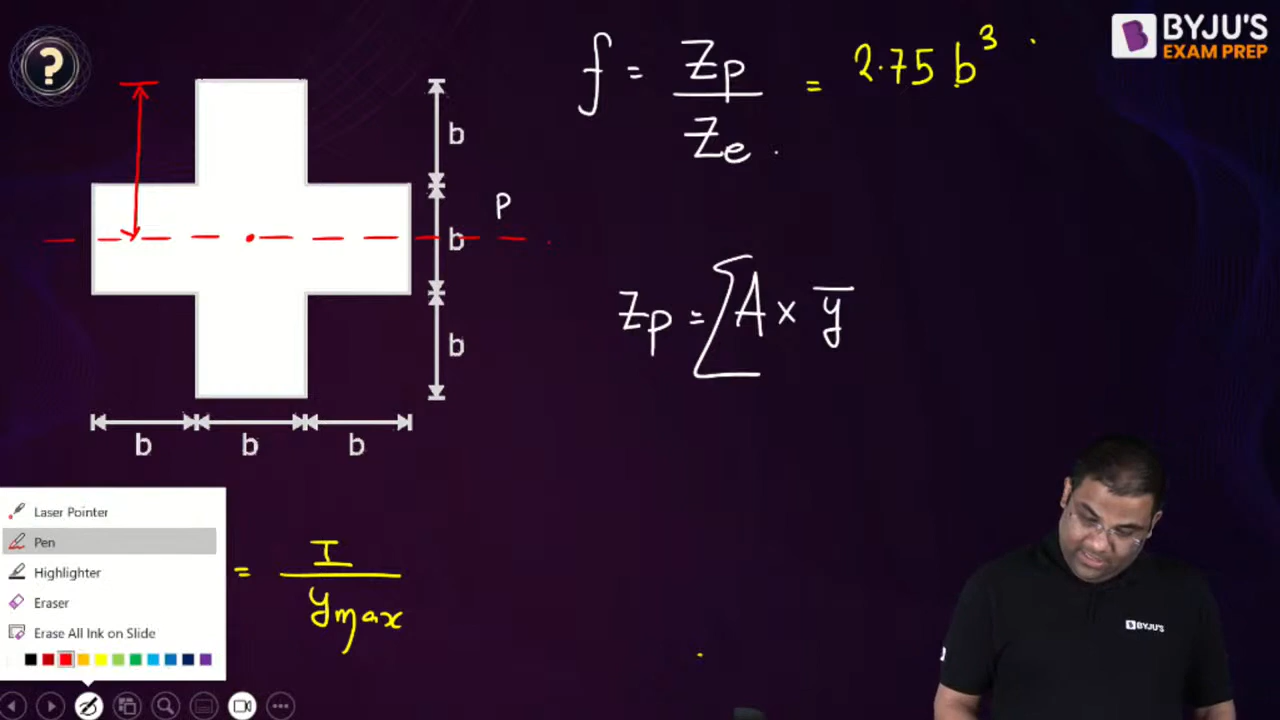 ?
BYJU'S
EXAM PREP
f = Zp / Ze = 2.75 b³
b
P
b
Zp = ∑ A × y̅
b
b b b
Laser Pointer
Pen
Highlighter
Eraser
Erase All Ink on Slide
= I / ymax
BYJU'S